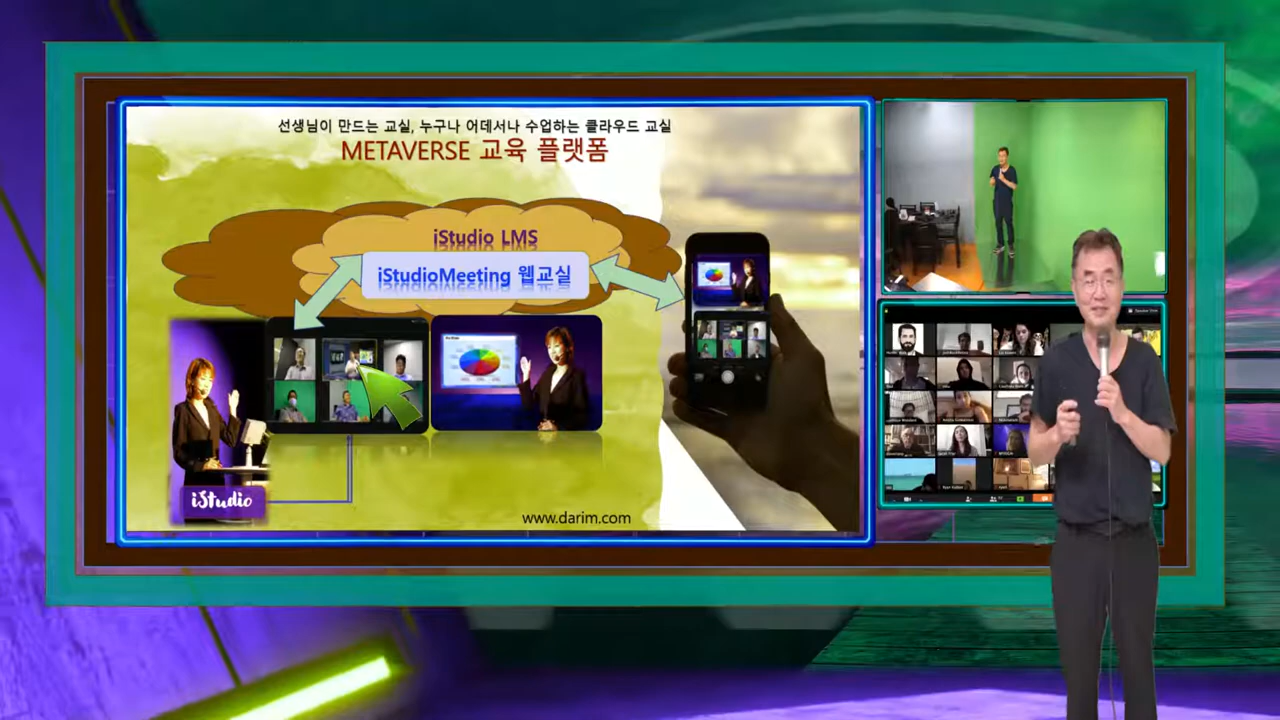 선생님이 만드는 교실, 누구나 어데서나 수업하는 클라우드 교실
METAVERSE 교육 플랫폼
iStudio LMS
iStudioMeeting 웹교실
iStudio
www.darim.com